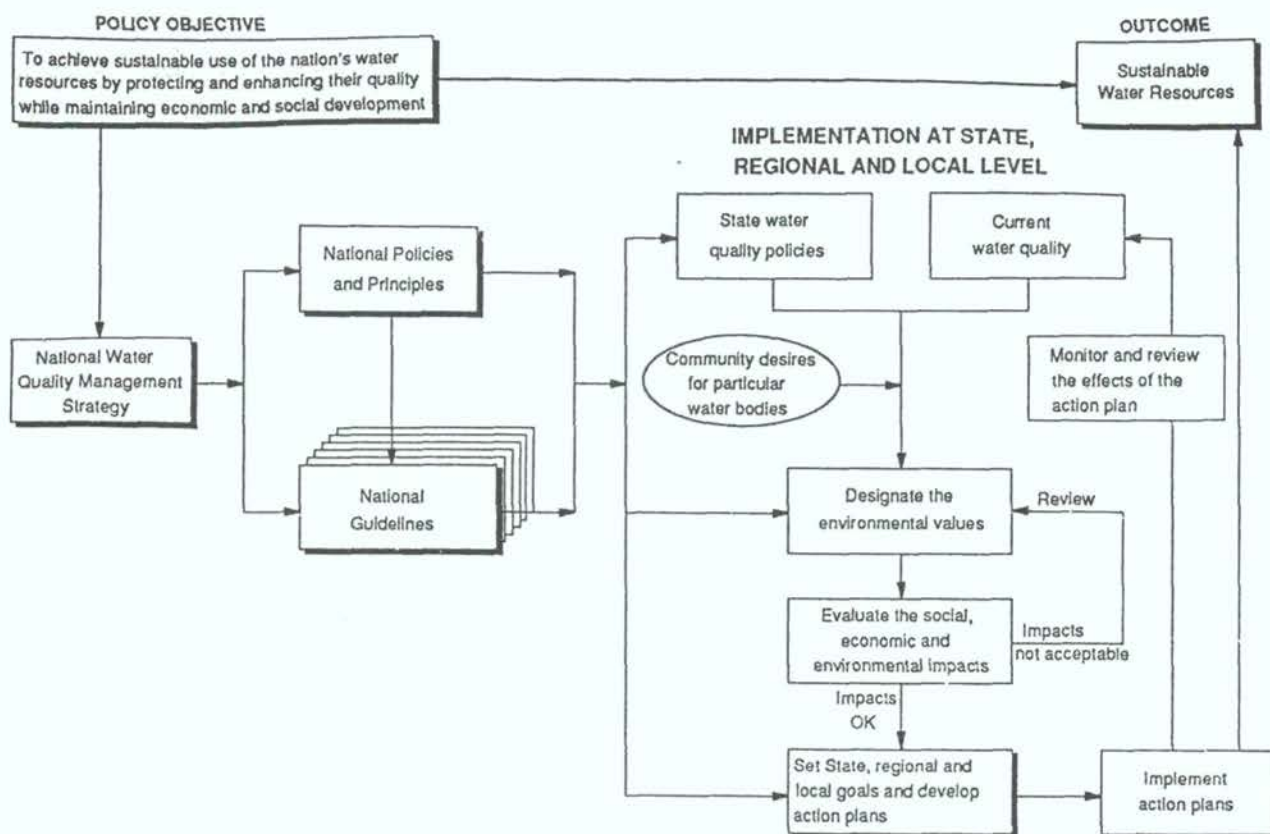 POLICY OBJECTIVE
To achieve sustainable use of the nation's water
resources by protecting and enhancing their quality
while maintaining economic and social development
OUTCOME
Sustainable
Water Resources
IMPLEMENTATION AT STATE,
REGIONAL AND LOCAL LEVEL
National Policies
and Principles
State water
quality policies
Current
water quality
National Water
Quality Management
Strategy
Community desires
for particular
water bodies
Monitor and review
the effects of the
action plan
National
Guidelines
Designate the
environmental values
Review
Evaluate the social,
economic and
environmental impacts
Impacts
not acceptable
Impacts
OK
Set State, regional and
local goals and develop
action plans
Implement
action plans